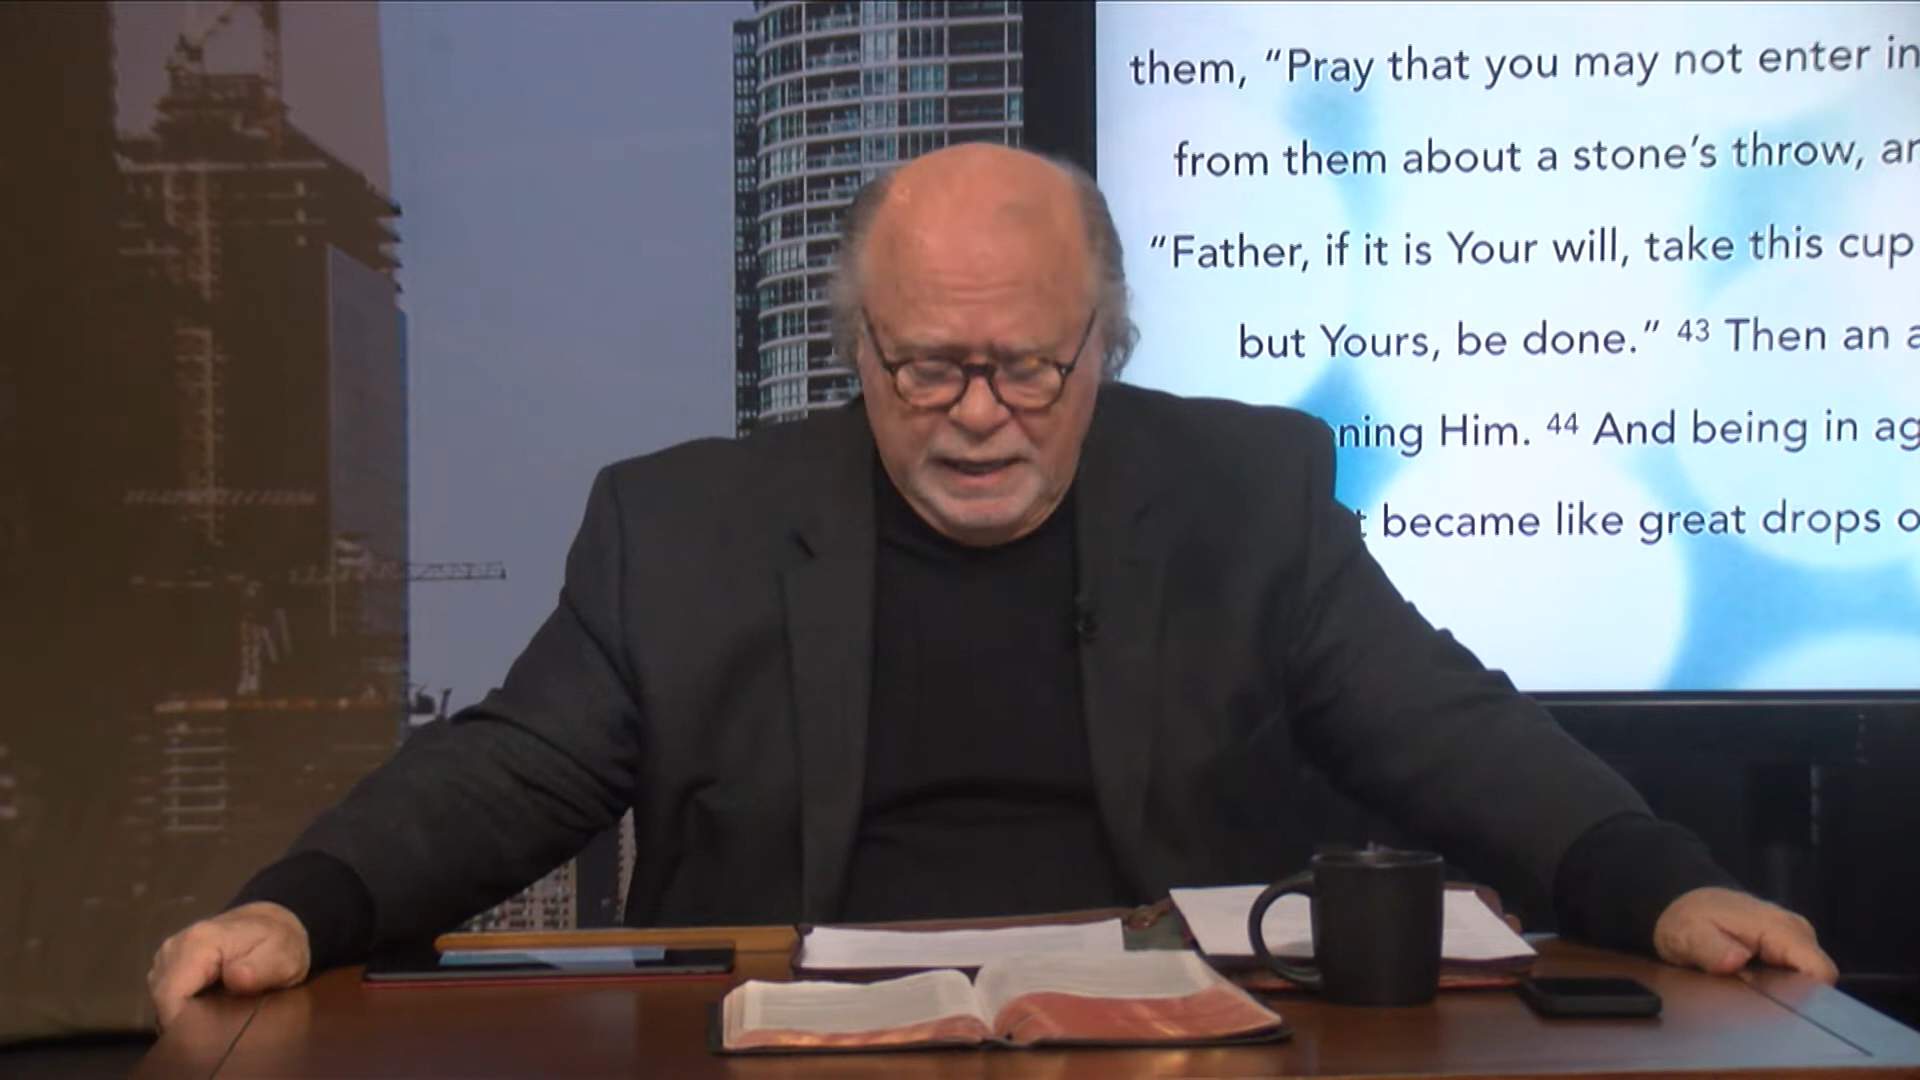 them, “Pray that you may not enter in
from them about a stone’s throw, ar
“Father, if it is Your will, take this cup
but Yours, be done.” 43 Then an a
ning Him. 44 And being in ag
became like great drops o